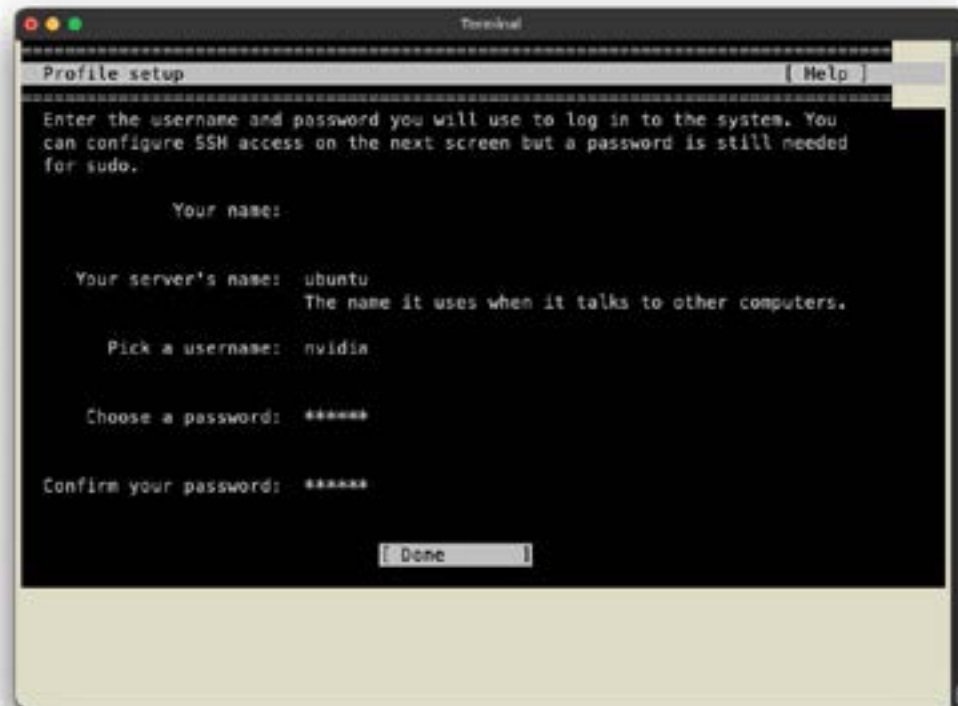 Terminal
Profile setup [ Help ]
Enter the username and password you will use to log in to the system. You
can configure SSH access on the next screen but a password is still needed
for sudo.
Your name:
Your server's name: ubuntu
The name it uses when it talks to other computers.
Pick a username: nvidia
Choose a password: ******
Confirm your password: ******
[ Done ]